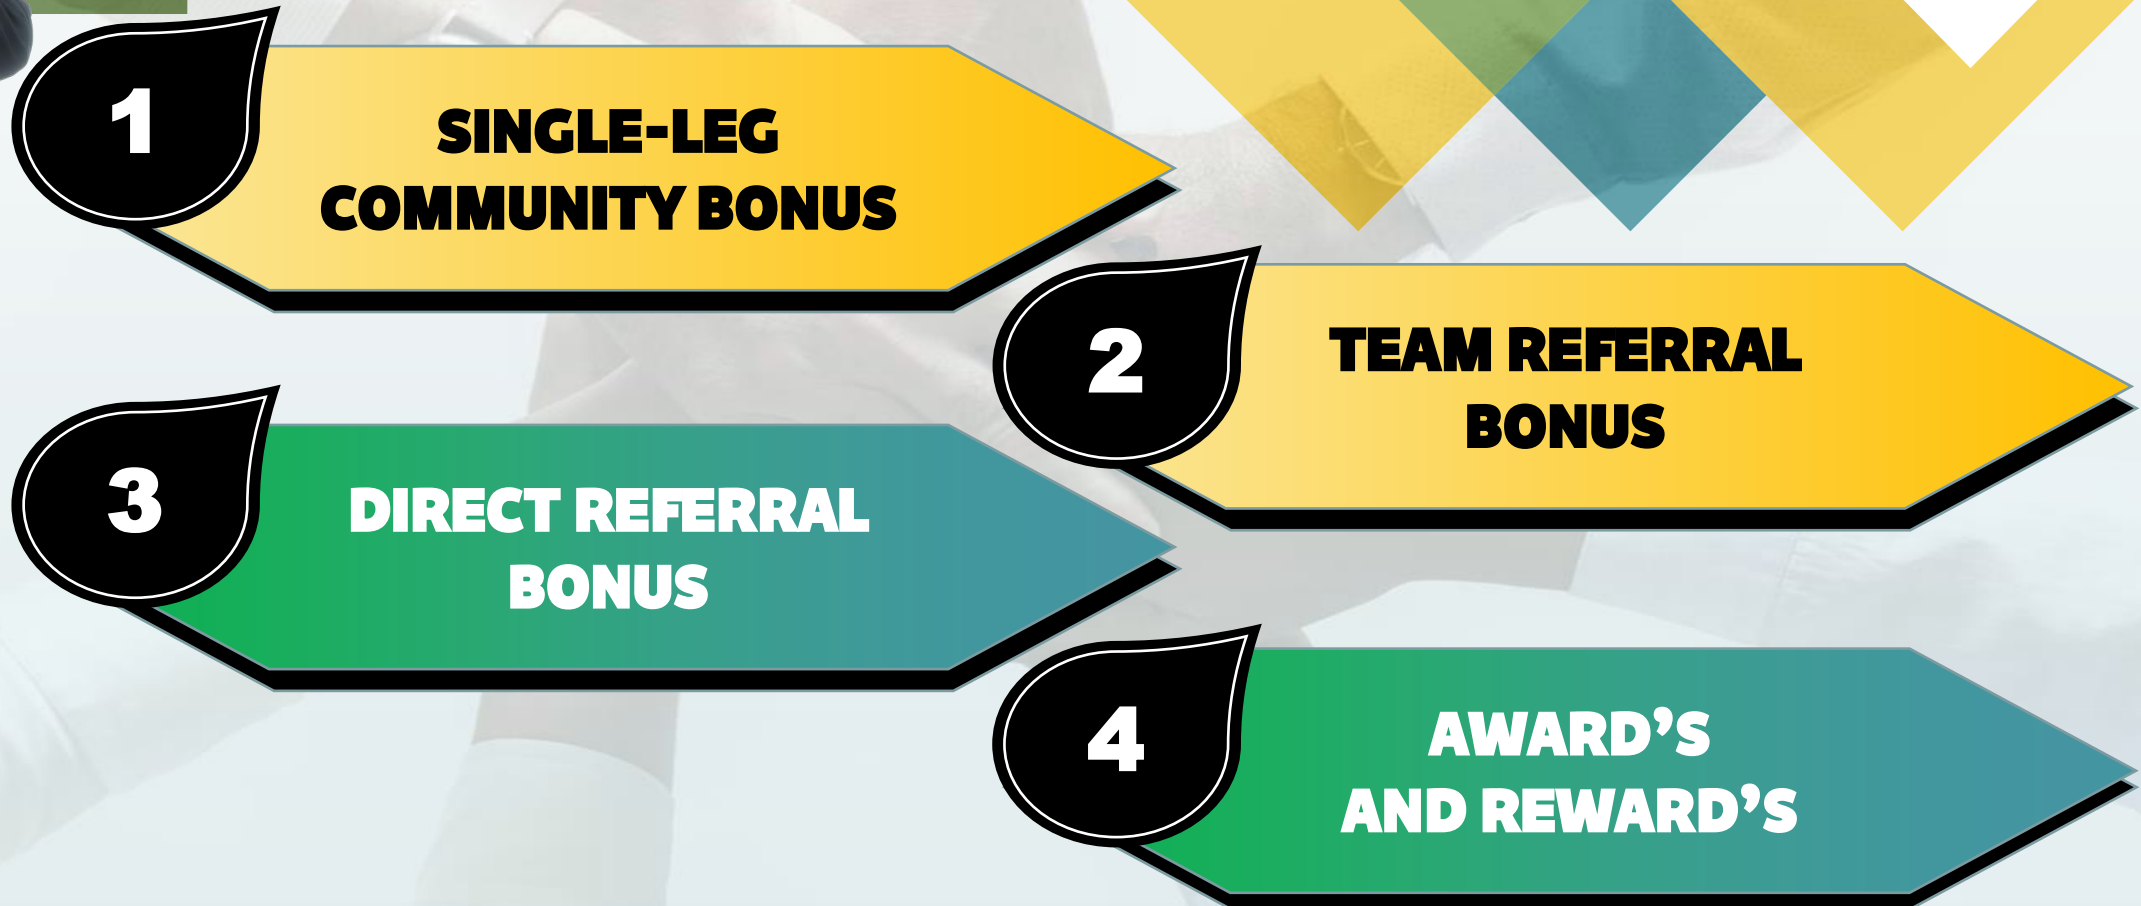 1
SINGLE-LEG
COMMUNITY BONUS
2
TEAM REFERRAL
BONUS
3
DIRECT REFERRAL
BONUS
4
AWARD’S
AND REWARD’S